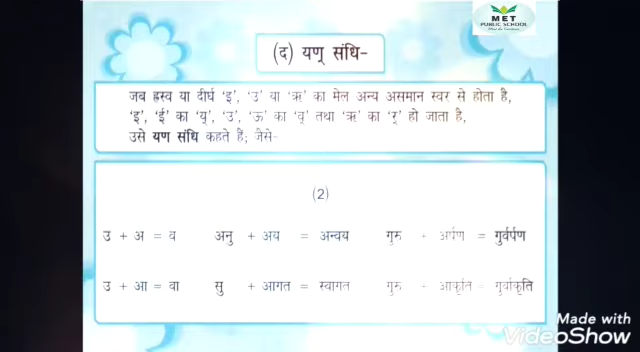 MET
PUBLIC SCHOOL
(द) यण् संधि-
जब ह्रस्व या दीर्घ 'इ', 'उ' या 'ऋ' का मेल अन्य असमान स्वर से होता है,
'इ', 'ई' का 'य्', 'उ', 'ऊ' का 'व्' तथा 'ऋ' का 'र्' हो जाता है,
उसे यण संधि कहते हैं; जैसे-
(2)
उ + अ = व अनु + अय = अन्वय गुरु + अर्पण = गुर्वर्पण
उ + आ = वा सु + आगत = स्वागत गुरु + आकृति = गुर्वाकृति
Made with
VideoShow